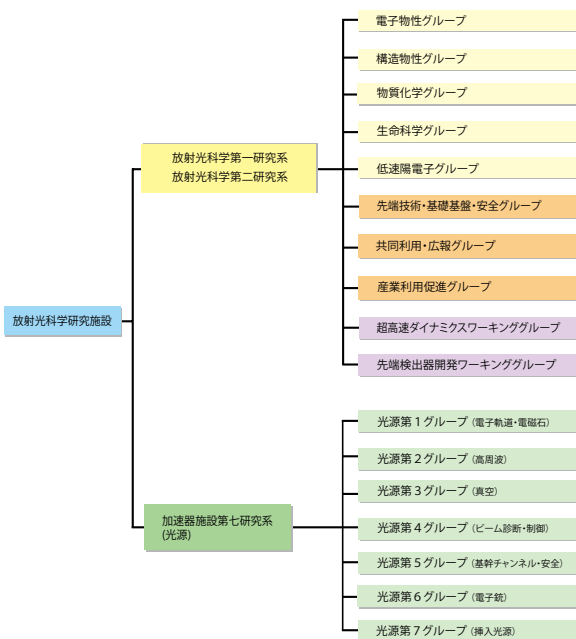 電子物性グループ
構造物性グループ
物質化学グループ
生命科学グループ
放射光科学第一研究系
放射光科学第二研究系
低速陽電子グループ
先端技術・基礎基盤・安全グループ
共同利用・広報グループ
産業利用促進グループ
放射光科学研究施設
超高速ダイナミクスワーキンググループ
先端検出器開発ワーキンググループ
光源第1グループ（電子軌道・電磁石）
光源第2グループ（高周波）
光源第3グループ（真空）
加速器施設第七研究系
(光源)
光源第4グループ（ビーム診断・制御）
光源第5グループ（基幹チャンネル・安全）
光源第6グループ（電子銃）
光源第7グループ（挿入光源）